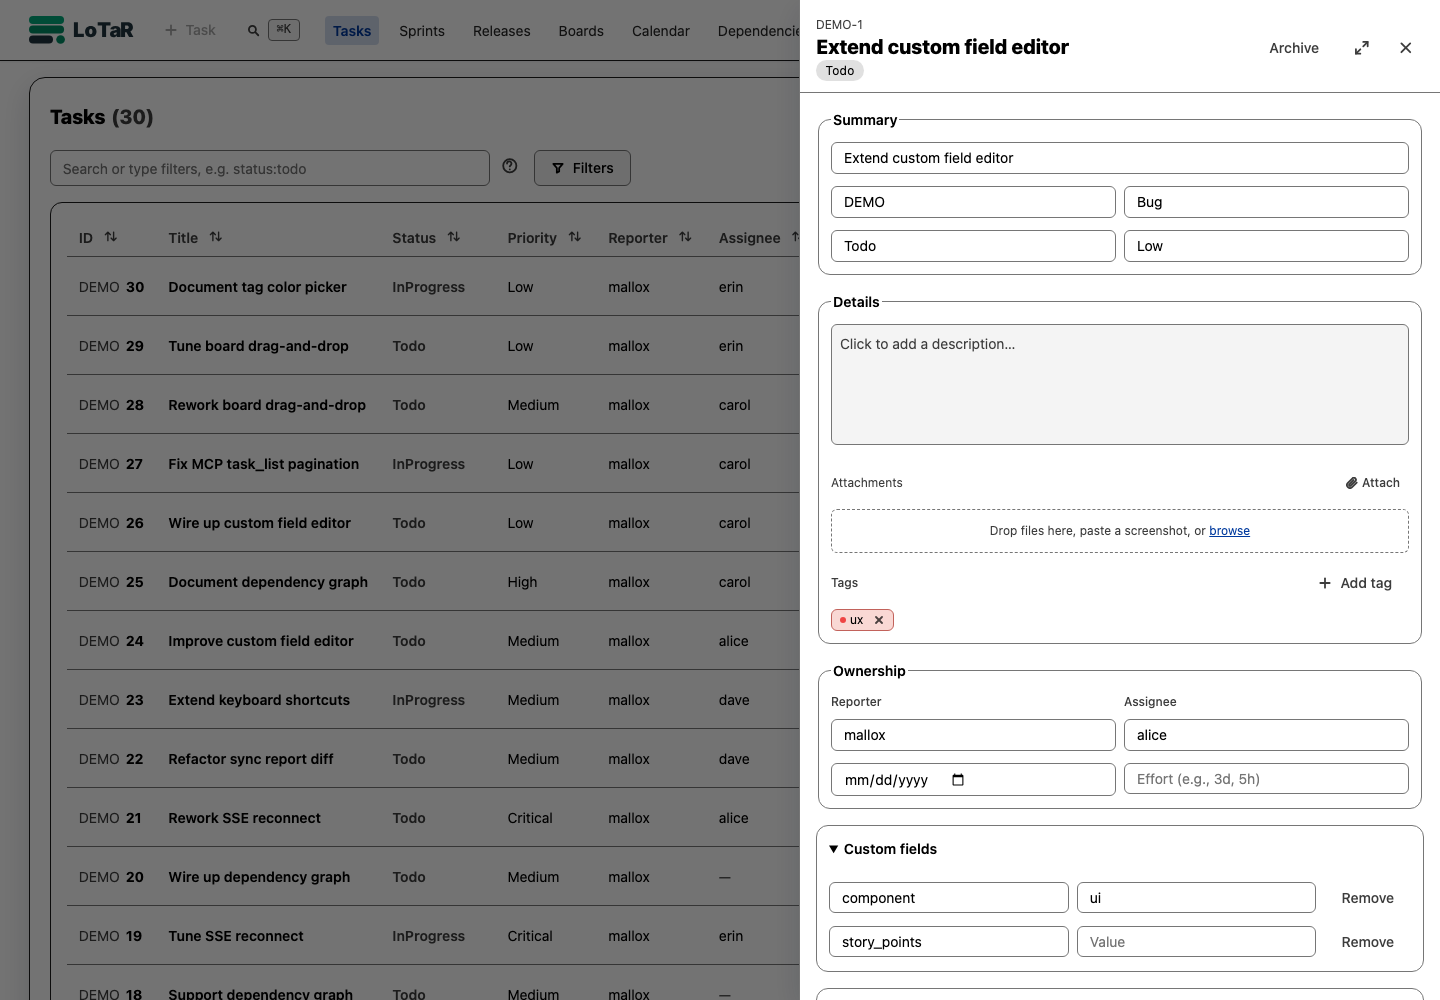 LoTaR
Task
⌘K
Tasks
Sprints
Releases
Boards
Calendar
Tasks (30)
Search or type filters, e.g. status:todo
Filters
ID Title Status Priority Reporter Assignee
DEMO 30 Document tag color picker InProgress Low mallox erin
DEMO 29 Tune board drag-and-drop Todo Low mallox erin
DEMO 28 Rework board drag-and-drop Todo Medium mallox carol
DEMO 27 Fix MCP task_list pagination InProgress Low mallox carol
DEMO 26 Wire up custom field editor Todo Low mallox carol
DEMO 25 Document dependency graph Todo High mallox carol
DEMO 24 Improve custom field editor Todo Medium mallox alice
DEMO 23 Extend keyboard shortcuts InProgress Medium mallox dave
DEMO 22 Refactor sync report diff Todo Medium mallox dave
DEMO 21 Rework SSE reconnect Todo Critical mallox alice
DEMO 20 Wire up dependency graph Todo Medium mallox —
DEMO 19 Tune SSE reconnect InProgress Critical mallox erin
DEMO 18 Support dependency graph Todo Medium mallox —
DEMO-1
Extend custom field editor
Todo
Archive
Summary
Extend custom field editor
DEMO Bug
Todo Low
Details
Click to add a description...
Attachments Attach
Drop files here, paste a screenshot, or browse
Tags Add tag
ux
Ownership
Reporter Assignee
mallox alice
mm/dd/yyyy Effort (e.g., 3d, 5h)
Custom fields
component ui Remove
story_points Value Remove